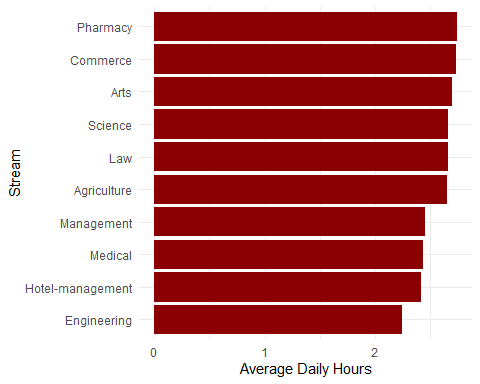 Pharmacy
Commerce
Arts
Science
Law
Agriculture
Management
Medical
Hotel-management
Engineering
Stream
0 1 2
Average Daily Hours